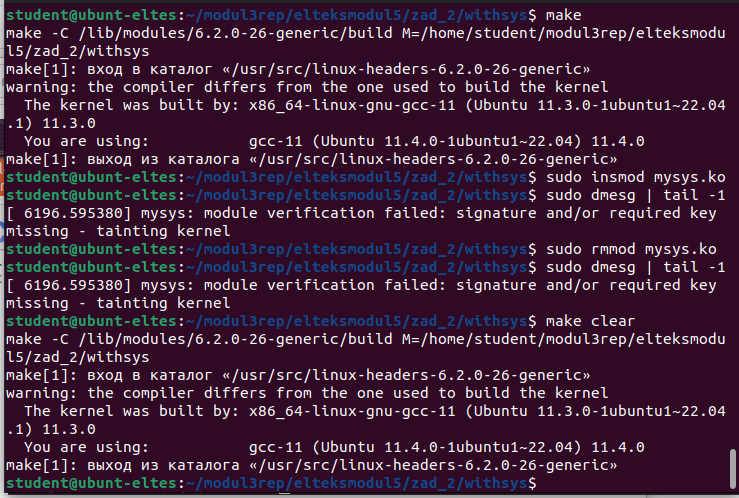 student@ubunt-eltes:~/modul3rep/elteksmodul5/zad_2/withsys$ make
make -C /lib/modules/6.2.0-26-generic/build M=/home/student/modul3rep/elteksmodu
l5/zad_2/withsys
make[1]: вход в каталог «/usr/src/linux-headers-6.2.0-26-generic»
warning: the compiler differs from the one used to build the kernel
  The kernel was built by: x86_64-linux-gnu-gcc-11 (Ubuntu 11.3.0-1ubuntu1~22.04
.1) 11.3.0
  You are using:           gcc-11 (Ubuntu 11.4.0-1ubuntu1~22.04) 11.4.0
make[1]: выход из каталога «/usr/src/linux-headers-6.2.0-26-generic»
student@ubunt-eltes:~/modul3rep/elteksmodul5/zad_2/withsys$ sudo insmod mysys.ko
student@ubunt-eltes:~/modul3rep/elteksmodul5/zad_2/withsys$ sudo dmesg | tail -1
[ 6196.595380] mysys: module verification failed: signature and/or required key
missing - tainting kernel
student@ubunt-eltes:~/modul3rep/elteksmodul5/zad_2/withsys$ sudo rmmod mysys.ko
student@ubunt-eltes:~/modul3rep/elteksmodul5/zad_2/withsys$ sudo dmesg | tail -1
[ 6196.595380] mysys: module verification failed: signature and/or required key
missing - tainting kernel
student@ubunt-eltes:~/modul3rep/elteksmodul5/zad_2/withsys$ make clear
make -C /lib/modules/6.2.0-26-generic/build M=/home/student/modul3rep/elteksmodu
l5/zad_2/withsys
make[1]: вход в каталог «/usr/src/linux-headers-6.2.0-26-generic»
warning: the compiler differs from the one used to build the kernel
  The kernel was built by: x86_64-linux-gnu-gcc-11 (Ubuntu 11.3.0-1ubuntu1~22.04
.1) 11.3.0
  You are using:           gcc-11 (Ubuntu 11.4.0-1ubuntu1~22.04) 11.4.0
make[1]: выход из каталога «/usr/src/linux-headers-6.2.0-26-generic»
student@ubunt-eltes:~/modul3rep/elteksmodul5/zad_2/withsys$